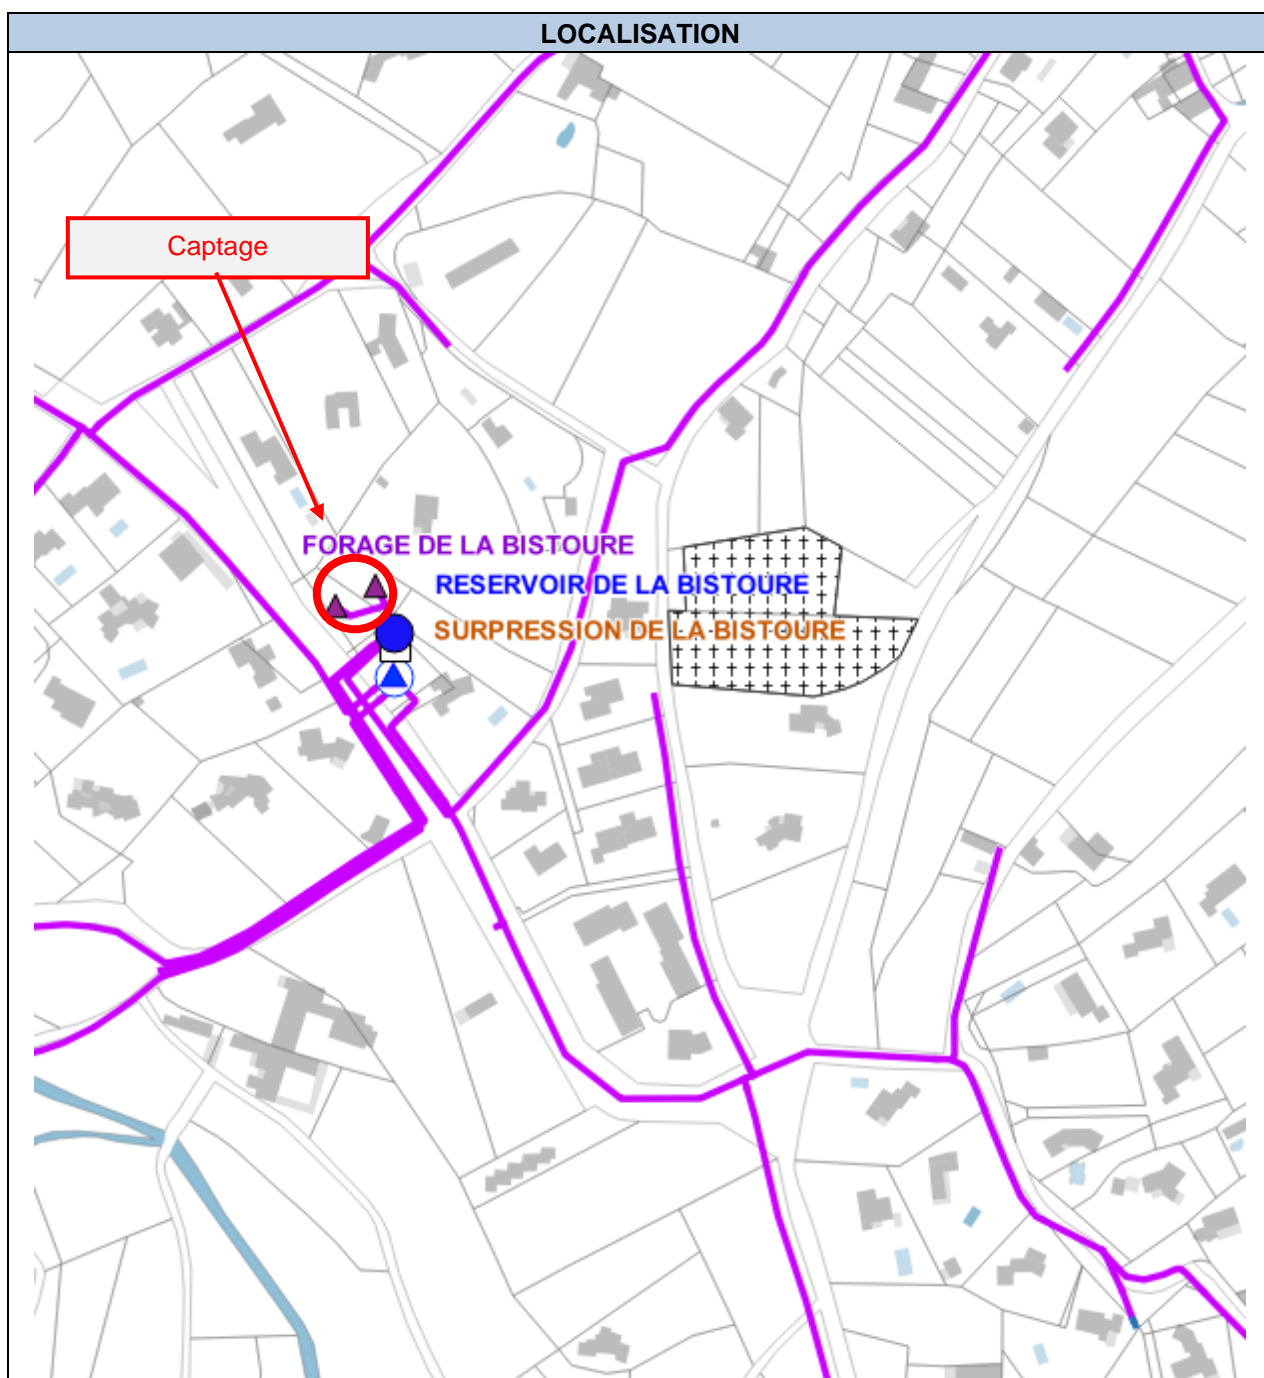 LOCALISATION
Captage
FORAGE DE LA BISTOURE
RESERVOIR DE LA BISTOURE
SURPRESSION DE LA BISTOURE